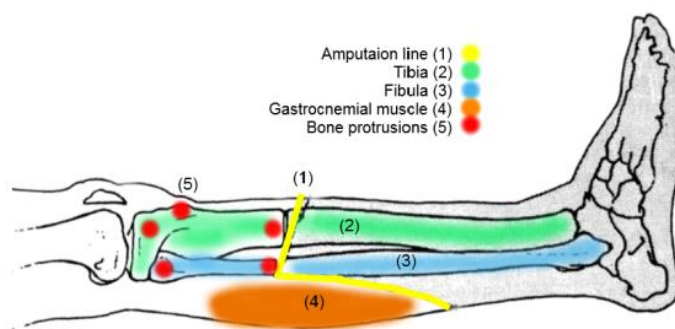 Amputaion line (1)
Tibia (2)
Fibula (3)
Gastrocnemial muscle (4)
Bone protrusions (5)
(5)
(1)
(2)
(3)
(4)